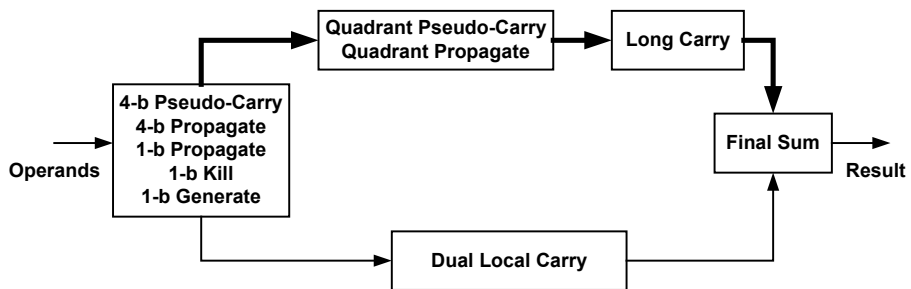 Quadrant Pseudo-Carry
Quadrant Propagate
Long Carry
4-b Pseudo-Carry
4-b Propagate
1-b Propagate
1-b Kill
1-b Generate
Operands
Final Sum
Result
Dual Local Carry